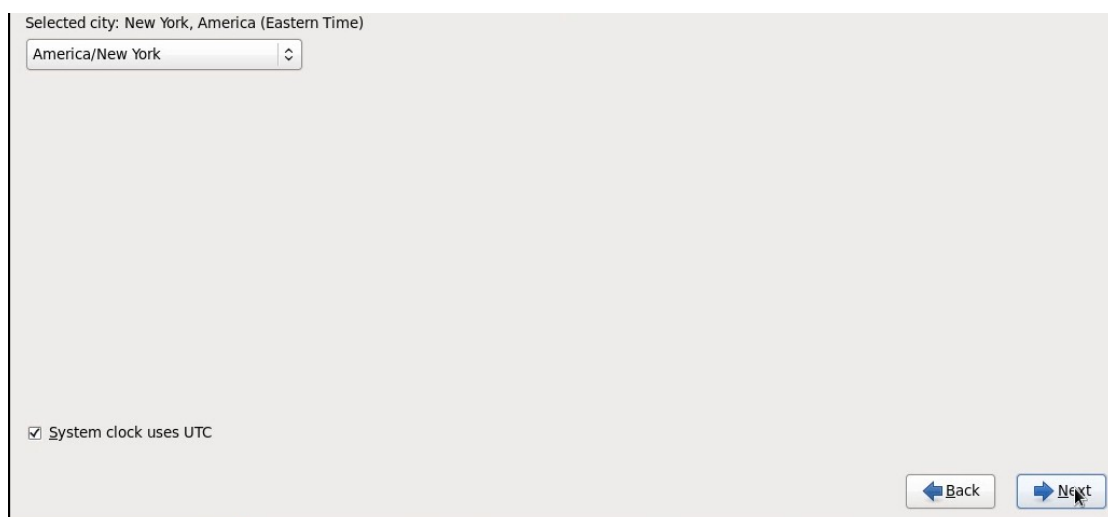 Selected city: New York, America (Eastern Time)
America/New York
System clock uses UTC
Back
Next